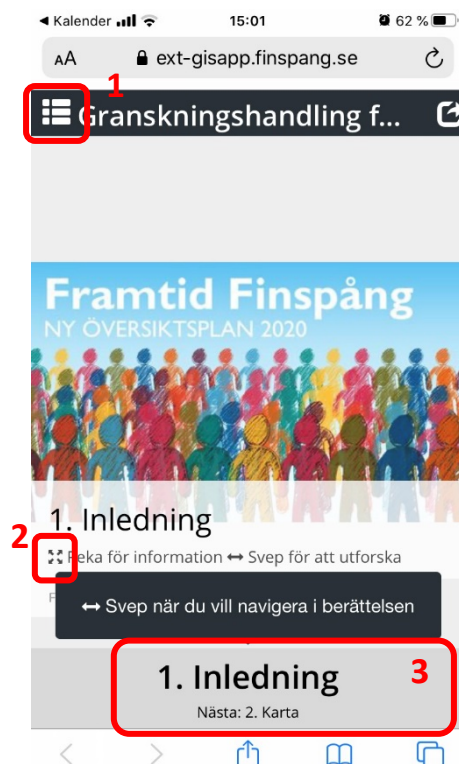 Kalender 15:01 62 %
AA ext-gisapp.finspang.se
1
Granskningshandling f...
Framtid Finspång
NY ÖVERSIKTSPLAN 2020
1. Inledning
2
Peka för information ↔ Svep för att utforska
↔ Svep när du vill navigera i berättelsen
1. Inledning
3
Nästa: 2. Karta